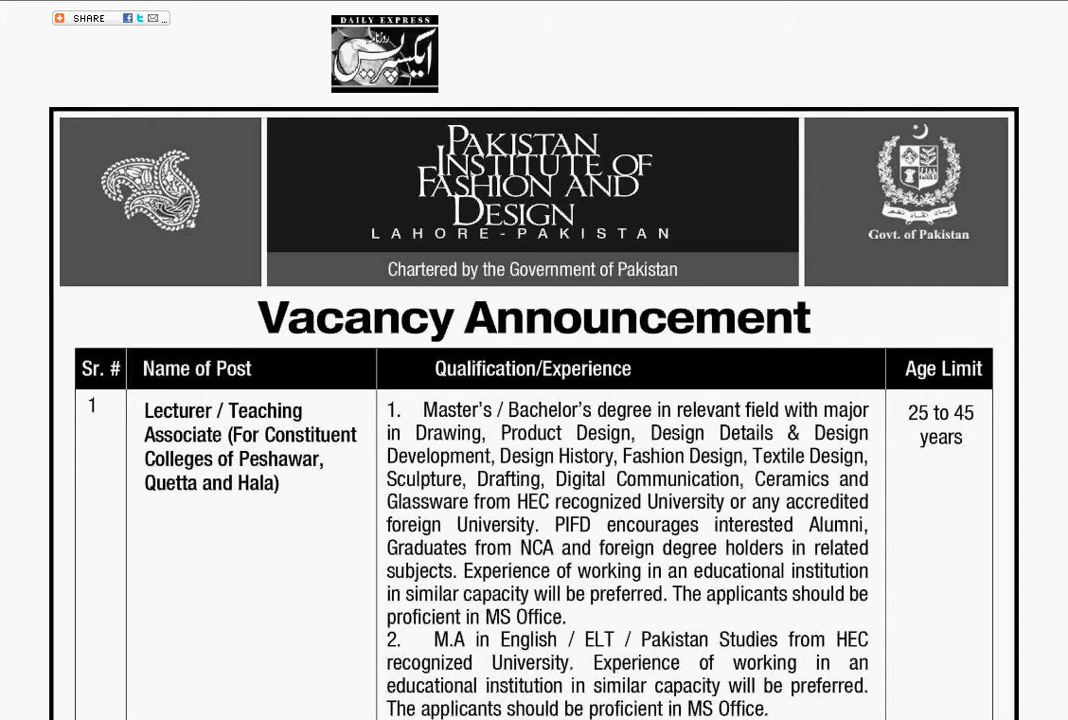 SHARE
DAILY EXPRESS
روزنامہ
ایکسپریس
PAKISTAN
INSTITUTE OF
FASHION AND
DESIGN
LAHORE-PAKISTAN
Chartered by the Government of Pakistan
Govt. of Pakistan
Vacancy Announcement
Sr. # Name of Post Qualification/Experience Age Limit
1
Lecturer / Teaching
Associate (For Constituent
Colleges of Peshawar,
Quetta and Hala)
1. Master's / Bachelor's degree in relevant field with major
in Drawing, Product Design, Design Details & Design
Development, Design History, Fashion Design, Textile Design,
Sculpture, Drafting, Digital Communication, Ceramics and
Glassware from HEC recognized University or any accredited
foreign University. PIFD encourages interested Alumni,
Graduates from NCA and foreign degree holders in related
subjects. Experience of working in an educational institution
in similar capacity will be preferred. The applicants should be
proficient in MS Office.
2. M.A in English / ELT / Pakistan Studies from HEC
recognized University. Experience of working in an
educational institution in similar capacity will be preferred.
The applicants should be proficient in MS Office.
25 to 45
years